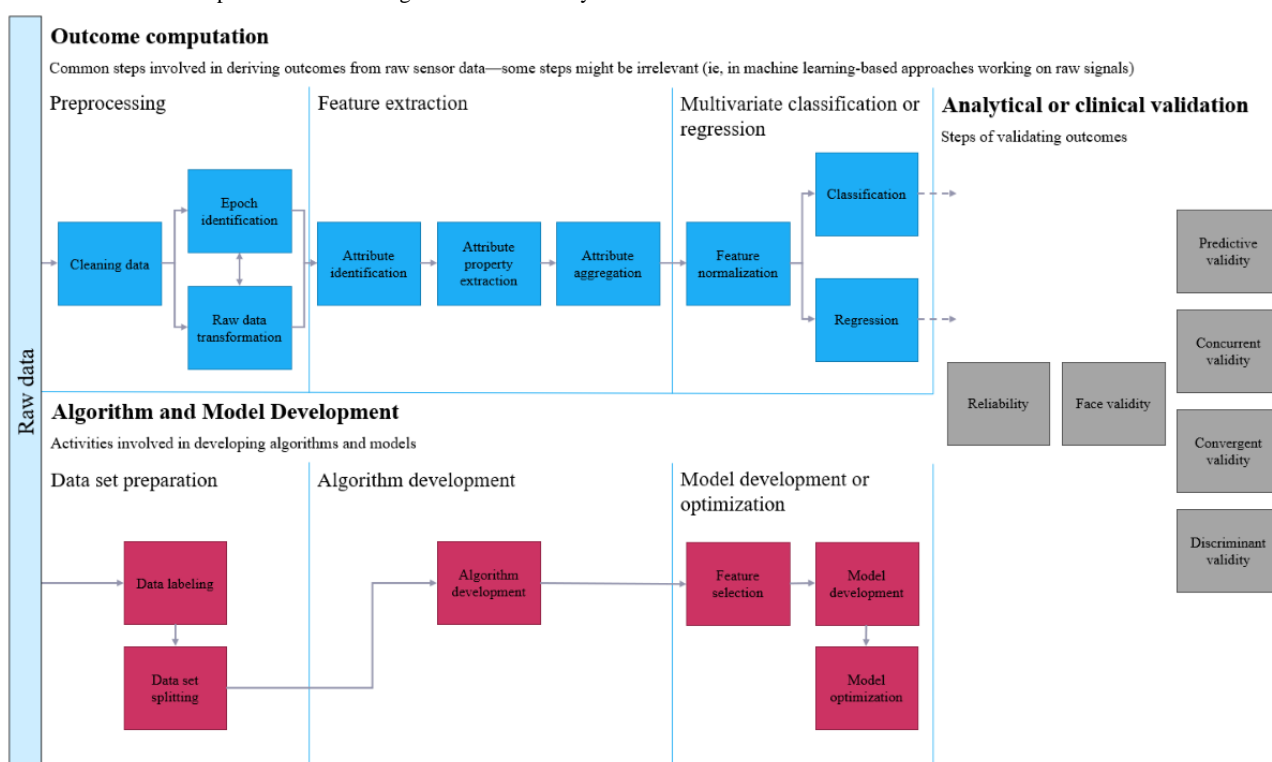 Outcome computation
Common steps involved in deriving outcomes from raw sensor data—some steps might be irrelevant (ie, in machine learning-based approaches working on raw signals)
Preprocessing
Feature extraction
Multivariate classification or
regression
Analytical or clinical validation
Steps of validating outcomes
Cleaning data
Epoch
identification
Raw data
transformation
Attribute
identification
Attribute
property
extraction
Attribute
aggregation
Feature
normalization
Classification
Regression
Reliability
Face validity
Predictive
validity
Concurrent
validity
Convergent
validity
Discriminant
validity
Raw data
Algorithm and Model Development
Activities involved in developing algorithms and models
Data set preparation
Algorithm development
Model development or
optimization
Data labeling
Data set
splitting
Algorithm
development
Feature
selection
Model
development
Model
optimization